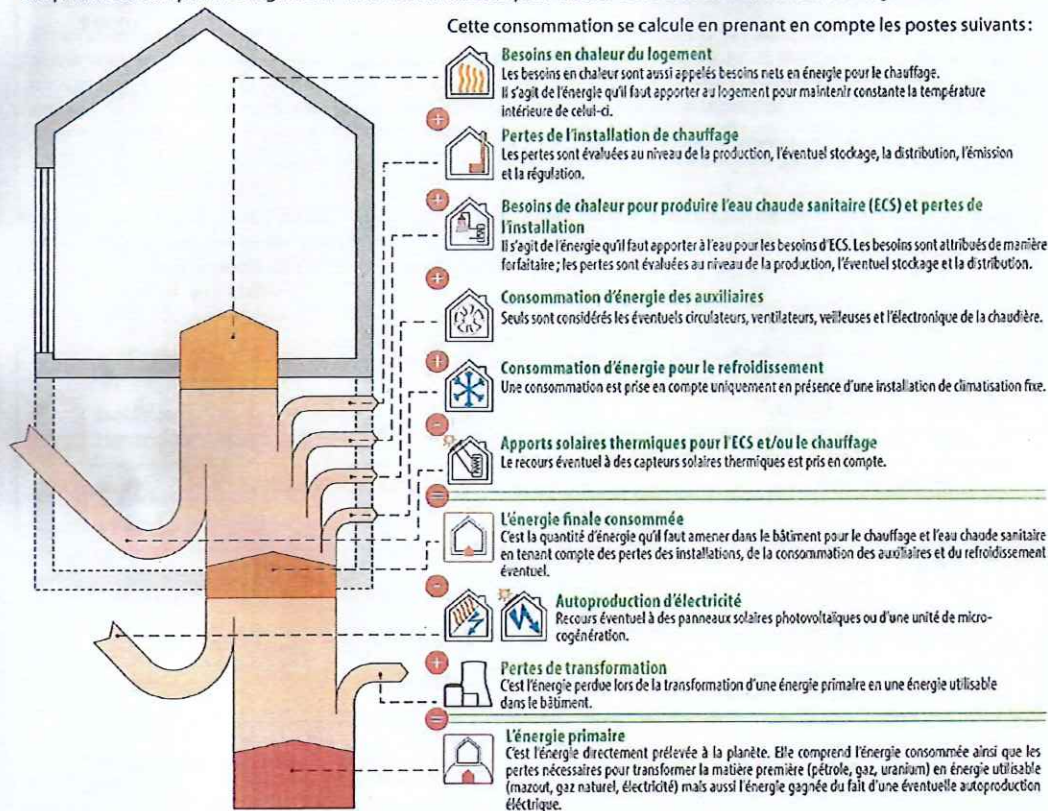 Cette consommation se calcule en prenant en compte les postes suivants:
Besoins en chaleur du logement
Les besoins en chaleur sont aussi appelés besoins nets en énergie pour le chauffage.
Il s'agit de l'énergie qu'il faut apporter au logement pour maintenir constante la température
intérieure de celui-ci.
+
Pertes de l'installation de chauffage
Les pertes sont évaluées au niveau de la production, l'éventuel stockage, la distribution, l'émission
et la régulation.
+
Besoins de chaleur pour produire l'eau chaude sanitaire (ECS) et pertes de
l'installation
Il s'agit de l'énergie qu'il faut apporter à l'eau pour les besoins d'ECS. Les besoins sont attribués de manière
forfaitaire; les pertes sont évaluées au niveau de la production, l'éventuel stockage et la distribution.
+
Consommation d'énergie des auxiliaires
Seuls sont considérés les éventuels circulateurs, ventilateurs, veilleuses et l'électronique de la chaudière.
+
Consommation d'énergie pour le refroidissement
Une consommation est prise en compte uniquement en présence d'une installation de climatisation fixe.
-
Apports solaires thermiques pour l'ECS et/ou le chauffage
Le recours éventuel à des capteurs solaires thermiques est pris en compte.
=
L'énergie finale consommée
C'est la quantité d'énergie qu'il faut amener dans le bâtiment pour le chauffage et l'eau chaude sanitaire
en tenant compte des pertes des installations, de la consommation des auxiliaires et du refroidissement
éventuel.
-
Autoproduction d'électricité
Recours éventuel à des panneaux solaires photovoltaïques ou d'une unité de micro-
cogénération.
+
Pertes de transformation
C'est l'énergie perdue lors de la transformation d'une énergie primaire en une énergie utilisable
dans le bâtiment.
=
L'énergie primaire
C'est l'énergie directement prélevée à la planète. Elle comprend l'énergie consommée ainsi que les
pertes nécessaires pour transformer la matière première (pétrole, gaz, uranium) en énergie utilisable
(mazout, gaz naturel, électricité) mais aussi l'énergie gagnée du fait d'une éventuelle autoproduction
électrique.